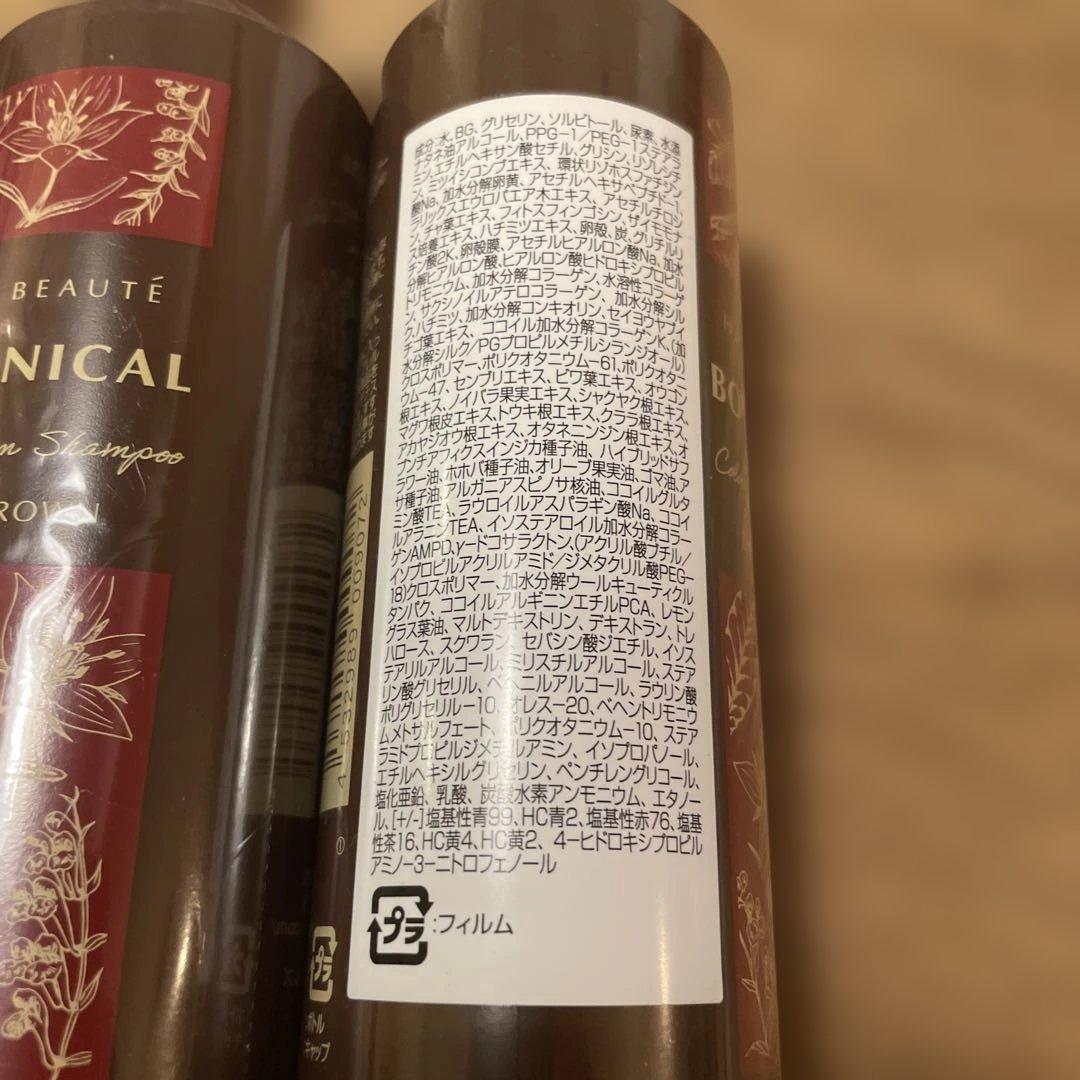 BEAUTÉ
NICAL
n Shampoo
ROWN
4 532989 009072
①
プラ
ボトル
キャップ
成分:水、BG、グリセリン、ソルビトール、尿素、水添
ナタネ油アルコール、PPG-1/PEG-1ステアラ
ミン、エチルヘキサン酸セチル、グリシン、リゾレシチ
ン、ミツイシコンブエキス、環状リゾホスファチジン
酸Na、加水分解卵黄、アセチルヘキサペプチド-
アセチルチロシ
ン、チャ葉エキス、フィトスフィンゴシン、ザイモモナ
ス培養エキス、ハチミツエキス、卵殻、炭、グリチルリ
チン酸2K、卵殻膜、アセチルヒアルロン酸Na、加水
分解ヒアルロン酸、ヒアルロン酸ヒドロキシプロピル
トリモニウム、加水分解コラーゲン、水溶性コラーゲ
ン、サクシノイルアテロコラーゲン、加水分解シル
ク、ハチミツ、加水分解コンキオリン、セイヨウヤブイ
チゴ葉エキス、ココイル加水分解コラーゲンK、(加
水分解シルク/PGプロピルメチルシランジオール)
クロスポリマー、ポリクオタニウム-61、ポリクオタニ
ウム-47、センブリエキス、ビワ葉エキス、オウゴン
根エキス、ノイバラ果実エキス、シャクヤク根エキス、
マグワ根皮エキス、トウキ根エキス、クララ根エキス、
アカヤジオウ根エキス、オタネニンジン根エキス、オ
プンチアフィクスインジカ種子油、ハイブリッドサフ
ラワー油、ホホバ種子油、オリーブ果実油、ゴマ油、ア
サ種子油、アルガニアスピノサ核油、ココイルグルタ
ミン酸TEA、ラウロイルアスパラギン酸Na、ココイ
ルアラニンTEA、イソステアロイル加水分解コラー
ゲンAMPD、γ-ドコサラクトン、(アクリル酸ブチル/
イソプロピルアクリルアミド/ジメタクリル酸PEG-
18)クロスポリマー、加水分解ウールキューティクル
タンパク、ココイルアルギニンエチルPCA、レモン
グラス葉油、マルトデキストリン、デキストラン、トレ
ハロース、スクワラン、セバシン酸ジエチル、イソス
テアリルアルコール、ミリスチルアルコール、ステア
リン酸グリセリル、ベヘニルアルコール、ラウリン酸
ポリグリセリル-10、オレス-20、ベヘントリモニウ
ムメトサルフェート、ポリクオタニウム-10、ステア
ラミドプロピルジメチルアミン、イソプロパノール、
エチルヘキシルグリセリン、ペンチレングリコール、
塩化亜鉛、乳酸、炭酸水素アンモニウム、エタノー
ル、[+/-]塩基性青99、HC青2、塩基性赤76、塩基
性茶16、HC黄4、HC黄2、4-ヒドロキシプロピル
アミノ-3-ニトロフェノール
プラ:フィルム
BO
Co